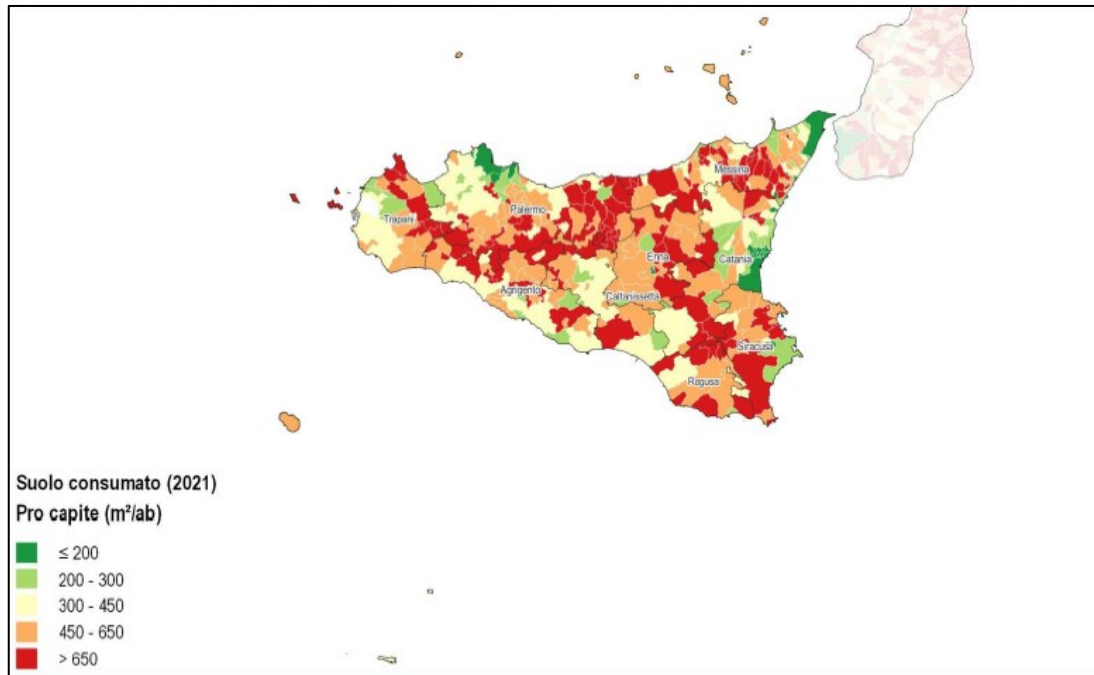 Messina
Palermo
Trapani
Enna
Catania
Agrigento
Caltanissetta
Siracusa
Ragusa
Suolo consumato (2021)
Pro capite (m²/ab)
≤ 200
200 - 300
300 - 450
450 - 650
> 650